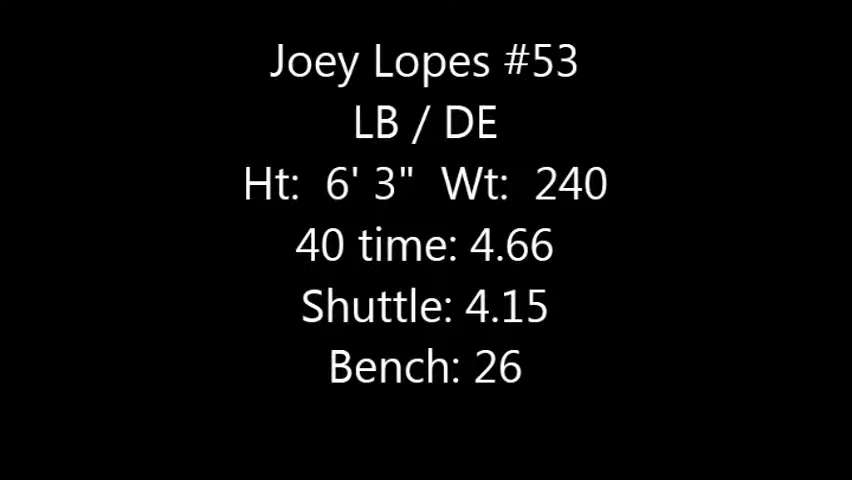 Joey Lopes #53
LB / DE
Ht:  6' 3"  Wt:  240
40 time: 4.66
Shuttle: 4.15
Bench: 26